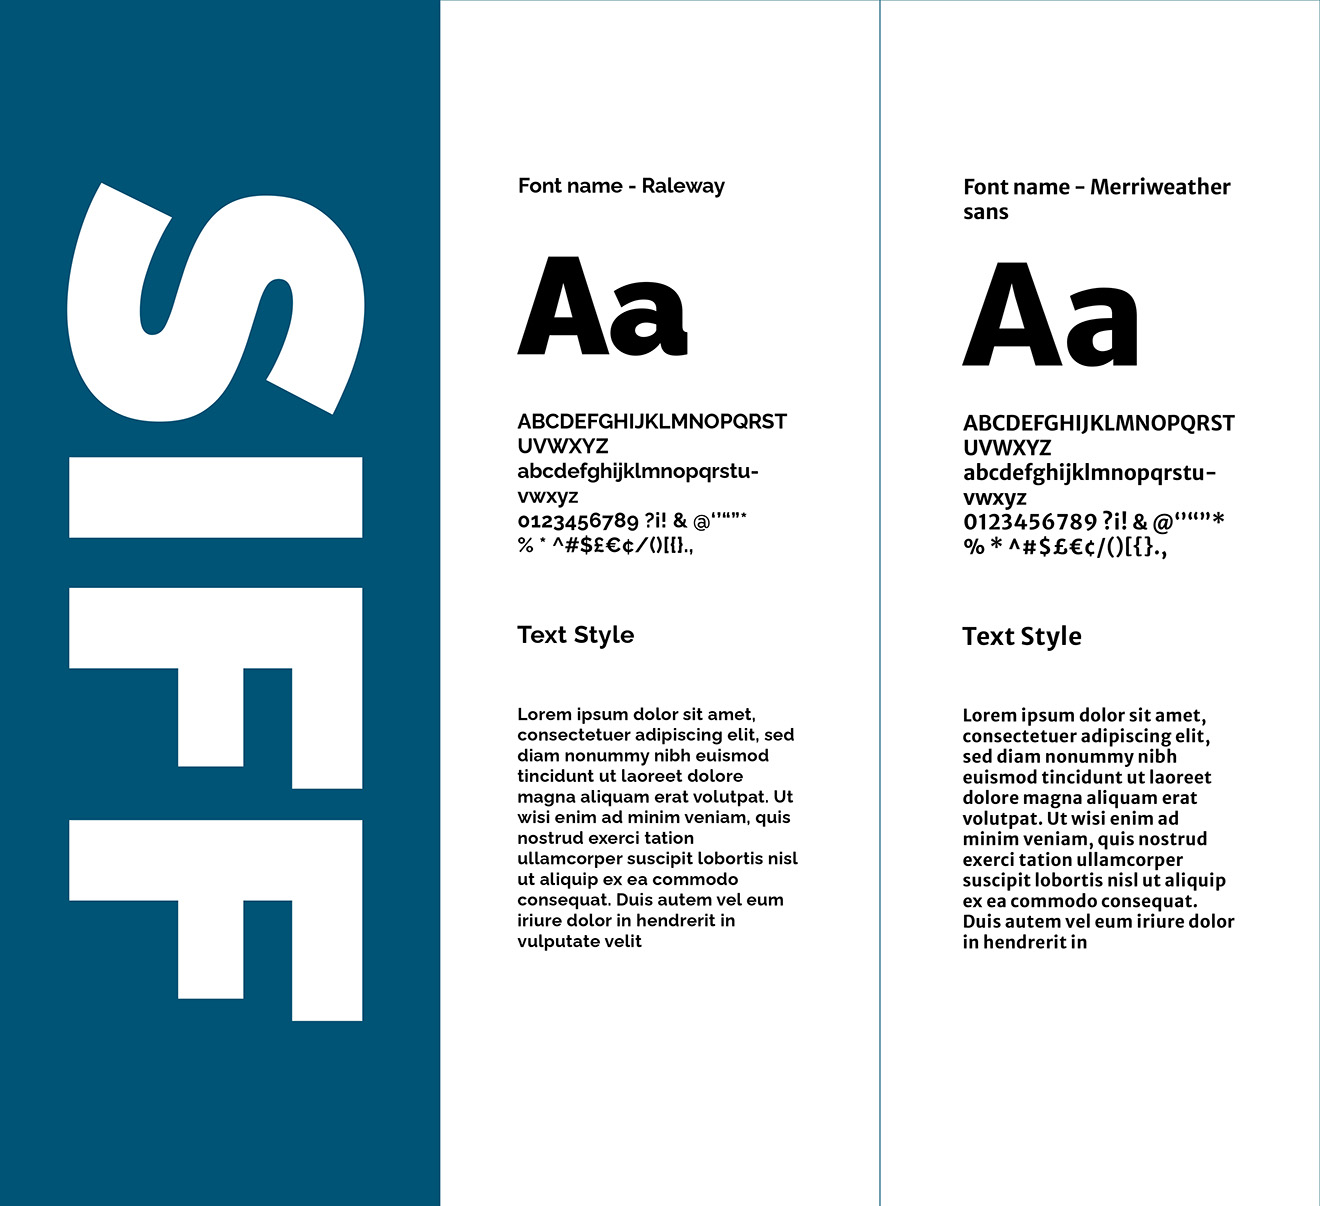 SIFF
Font name - Raleway
Aa
ABCDEFGHIJKLMNOPQRST
UVWXYZ
abcdefghijklmnopqrstu-
vwxyz
0123456789 ?i! & @‘’“”*
% * ^#$£€¢/()[{}.,
Text Style
Lorem ipsum dolor sit amet,
consectetuer adipiscing elit, sed
diam nonummy nibh euismod
tincidunt ut laoreet dolore
magna aliquam erat volutpat. Ut
wisi enim ad minim veniam, quis
nostrud exerci tation
ullamcorper suscipit lobortis nisl
ut aliquip ex ea commodo
consequat. Duis autem vel eum
iriure dolor in hendrerit in
vulputate velit
Font name - Merriweather
sans
Aa
ABCDEFGHIJKLMNOPQRST
UVWXYZ
abcdefghijklmnopqrstu-
vwxyz
0123456789 ?i! & @‘’“”*
% * ^#$£€¢/()[{}.,
Text Style
Lorem ipsum dolor sit amet,
consectetuer adipiscing elit,
sed diam nonummy nibh
euismod tincidunt ut laoreet
dolore magna aliquam erat
volutpat. Ut wisi enim ad
minim veniam, quis nostrud
exerci tation ullamcorper
suscipit lobortis nisl ut aliquip
ex ea commodo consequat.
Duis autem vel eum iriure dolor
in hendrerit in